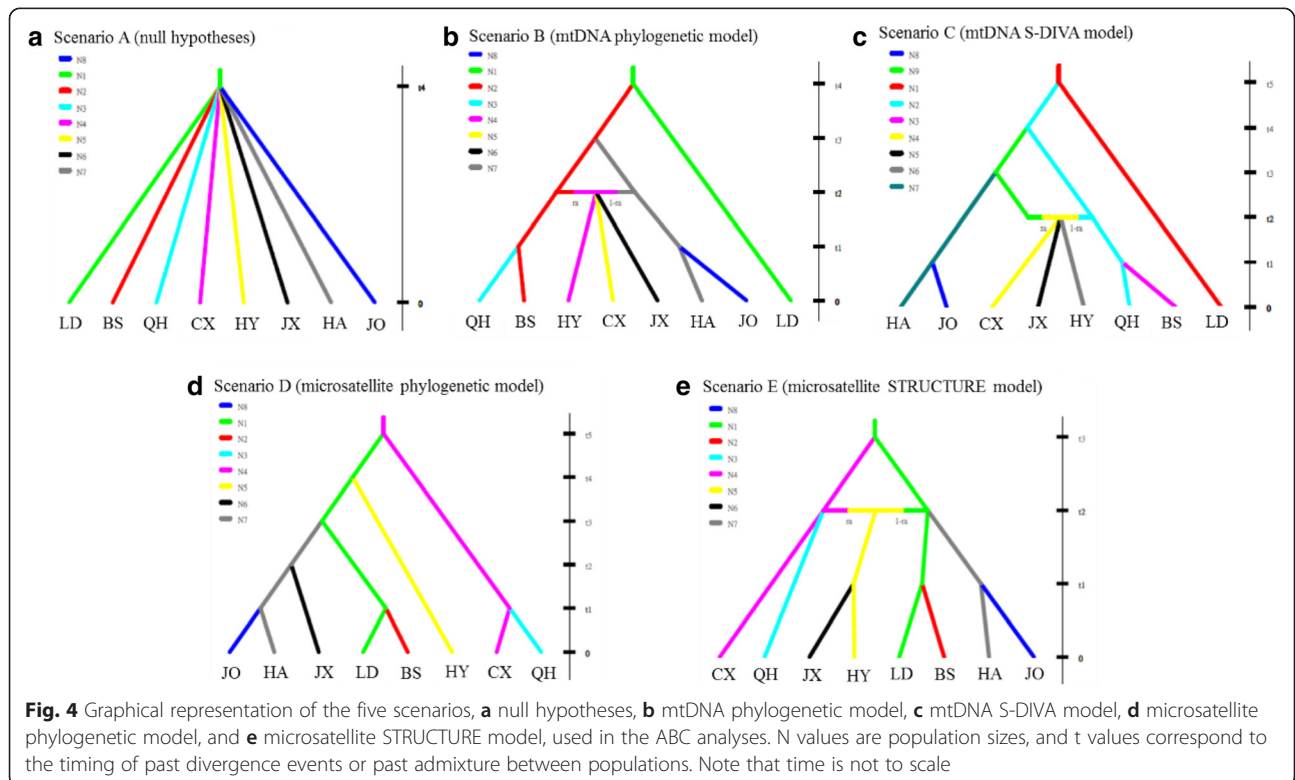 a Scenario A (null hypotheses)
N8
N1
N2
N3
N4
N5
N6
N7
t4
0
LD BS QH CX HY JX HA JO
b Scenario B (mtDNA phylogenetic model)
N8
N1
N2
N3
N4
N5
N6
N7
t4
t3
t2
t1
0
ra 1-ra
QH BS HY CX JX HA JO LD
c Scenario C (mtDNA S-DIVA model)
N8
N9
N1
N2
N3
N4
N5
N6
N7
t5
t4
t3
t2
t1
0
ra 1-ra
HA JO CX JX HY QH BS LD
d Scenario D (microsatellite phylogenetic model)
N8
N1
N2
N3
N4
N5
N6
N7
t5
t4
t3
t2
t1
0
JO HA JX LD BS HY CX QH
e Scenario E (microsatellite STRUCTURE model)
N8
N1
N2
N3
N4
N5
N6
N7
t3
t2
t1
0
ra 1-ra
CX QH JX HY LD BS HA JO
Fig. 4 Graphical representation of the five scenarios, a null hypotheses, b mtDNA phylogenetic model, c mtDNA S-DIVA model, d microsatellite
phylogenetic model, and e microsatellite STRUCTURE model, used in the ABC analyses. N values are population sizes, and t values correspond to
the timing of past divergence events or past admixture between populations. Note that time is not to scale